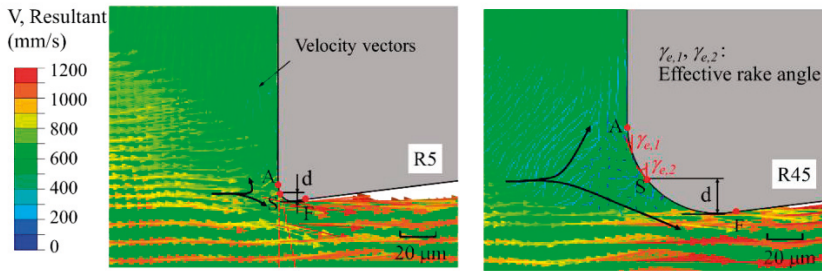 V, Resultant
(mm/s)
1200
1000
800
600
400
200
0
Velocity vectors
A
d
S
F
R5
20 μm
γe,1, γe,2:
Effective rake angle
A
γe,1
γe,2
S
d
F
R45
20 μm